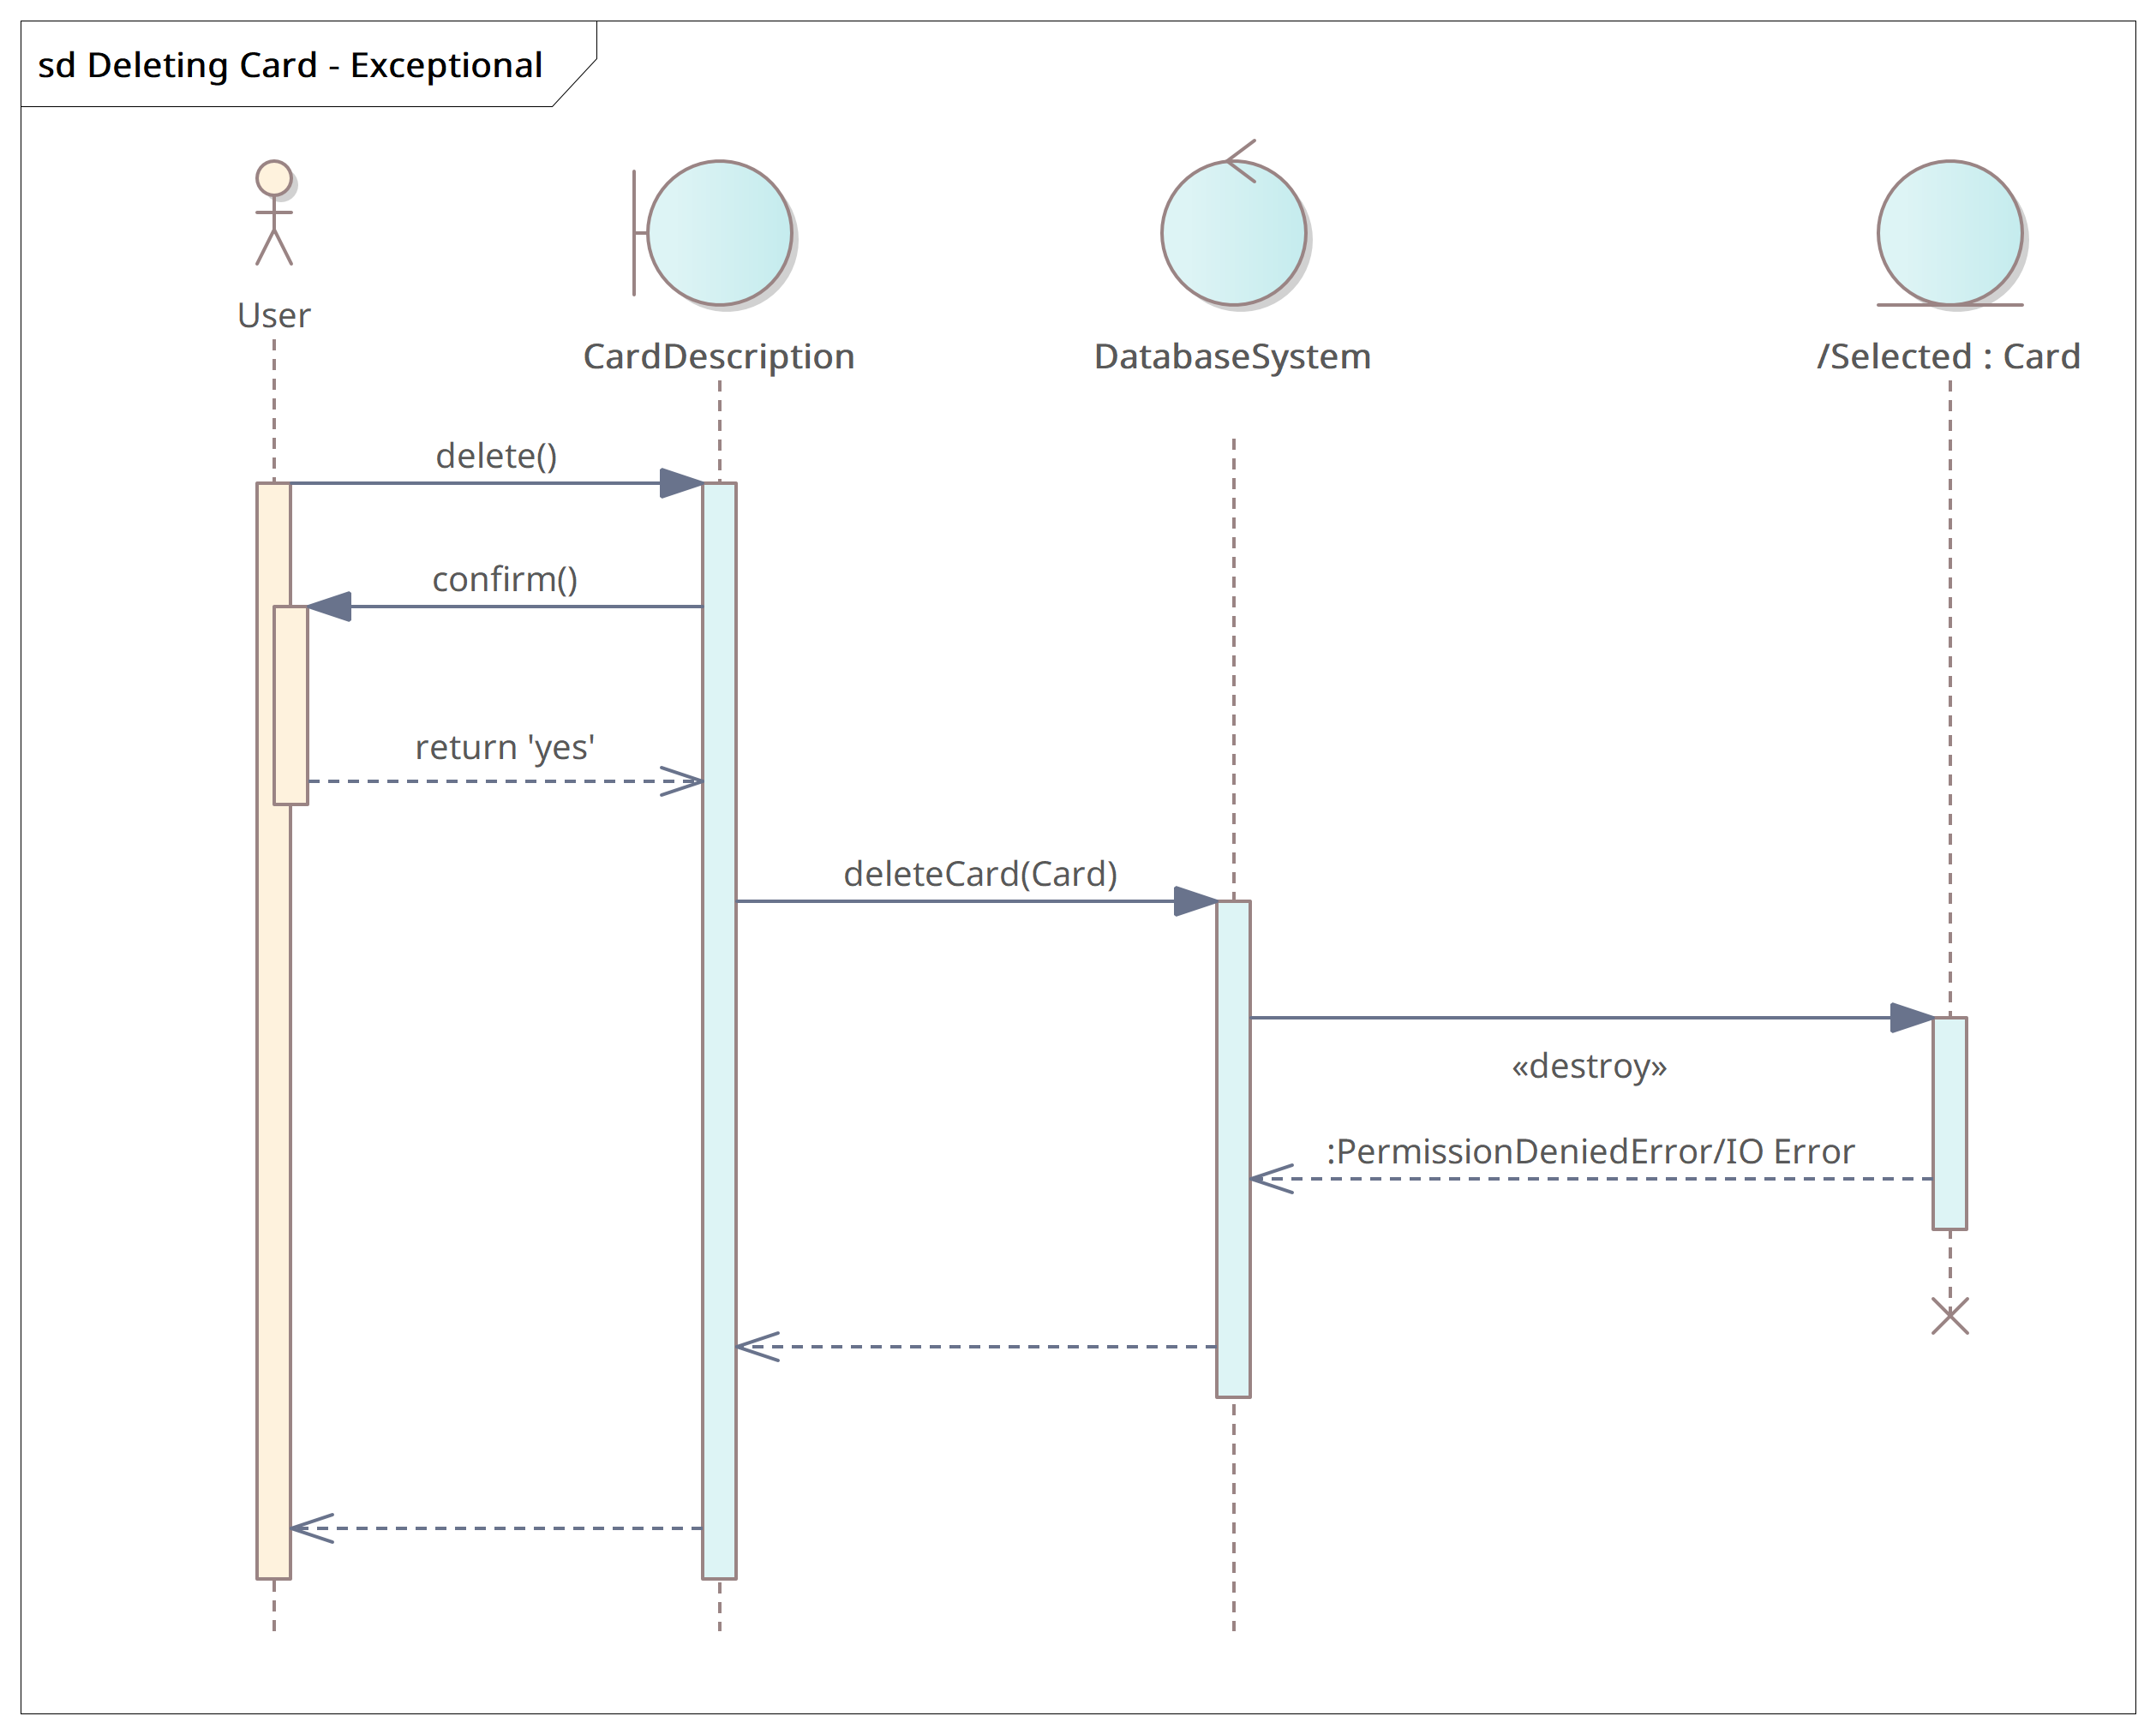 sd Deleting Card - Exceptional
User
CardDescription
DatabaseSystem
/Selected : Card
delete()
confirm()
return 'yes'
deleteCard(Card)
«destroy»
:PermissionDeniedError/IO Error